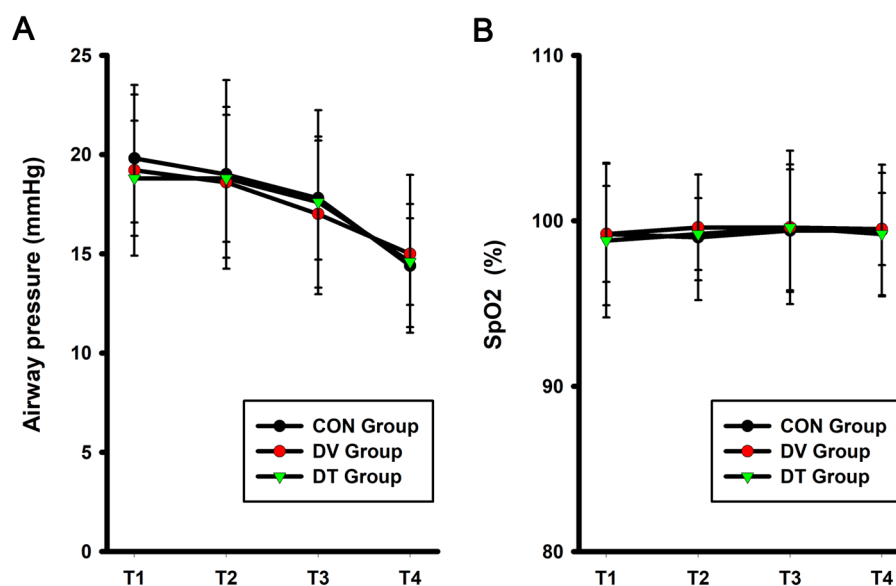 A
Airway pressure (mmHg)
25
20
15
10
5
0
T1 T2 T3 T4
CON Group
DV Group
DT Group
B
SpO2 (%)
110
100
90
80
T1 T2 T3 T4
CON Group
DV Group
DT Group